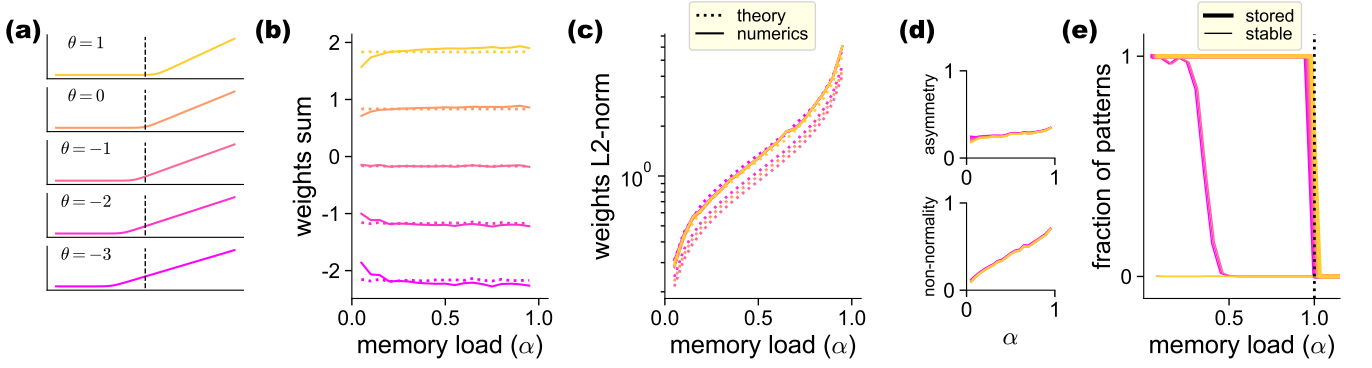 (a)
θ = 1
θ = 0
θ = −1
θ = −2
θ = −3
(b)
weights sum
2
1
0
-1
-2
0.0
0.5
1.0
memory load (α)
(c)
theory
numerics
weights L2-norm
10⁰
0.0
0.5
1.0
memory load (α)
(d)
asymmetry
1
0
0
1
non-normality
1
0
0
1
α
(e)
stored
stable
fraction of patterns
1
0
0.5
1.0
memory load (α)